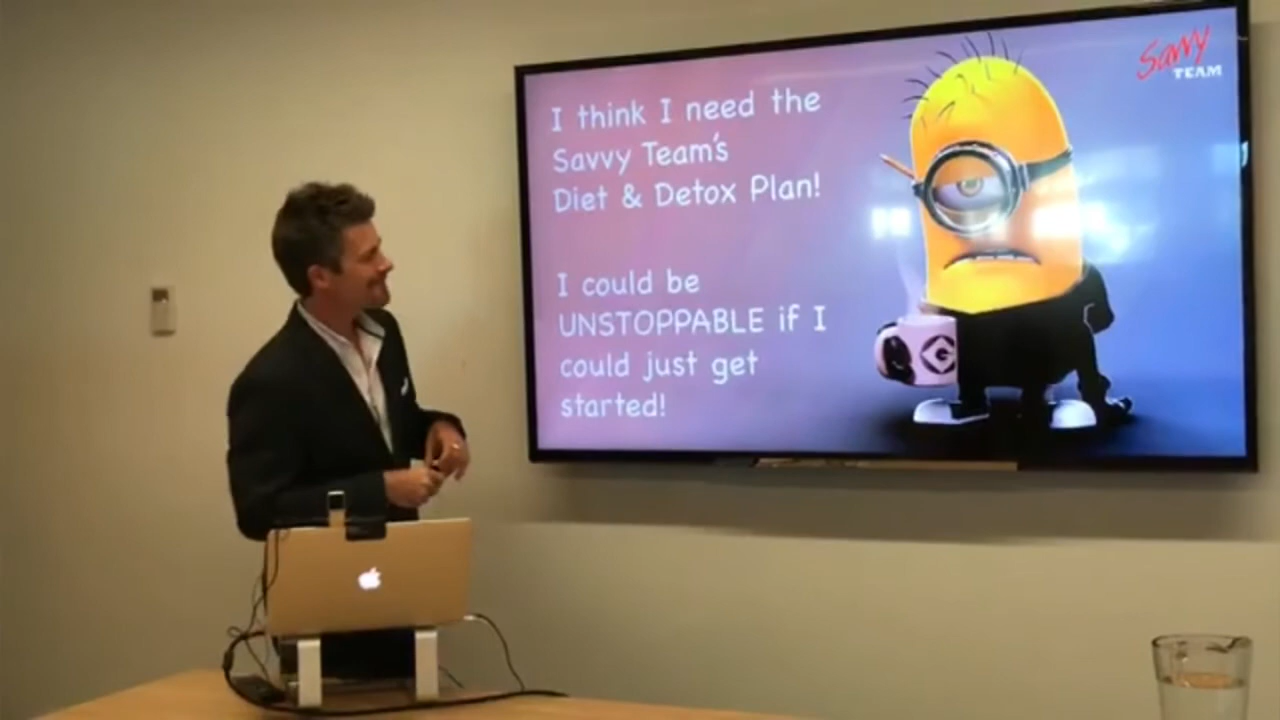 Savvy
TEAM
I think I need the
Savvy Team's
Diet & Detox Plan!
I could be
UNSTOPPABLE if I
could just get
started!
G